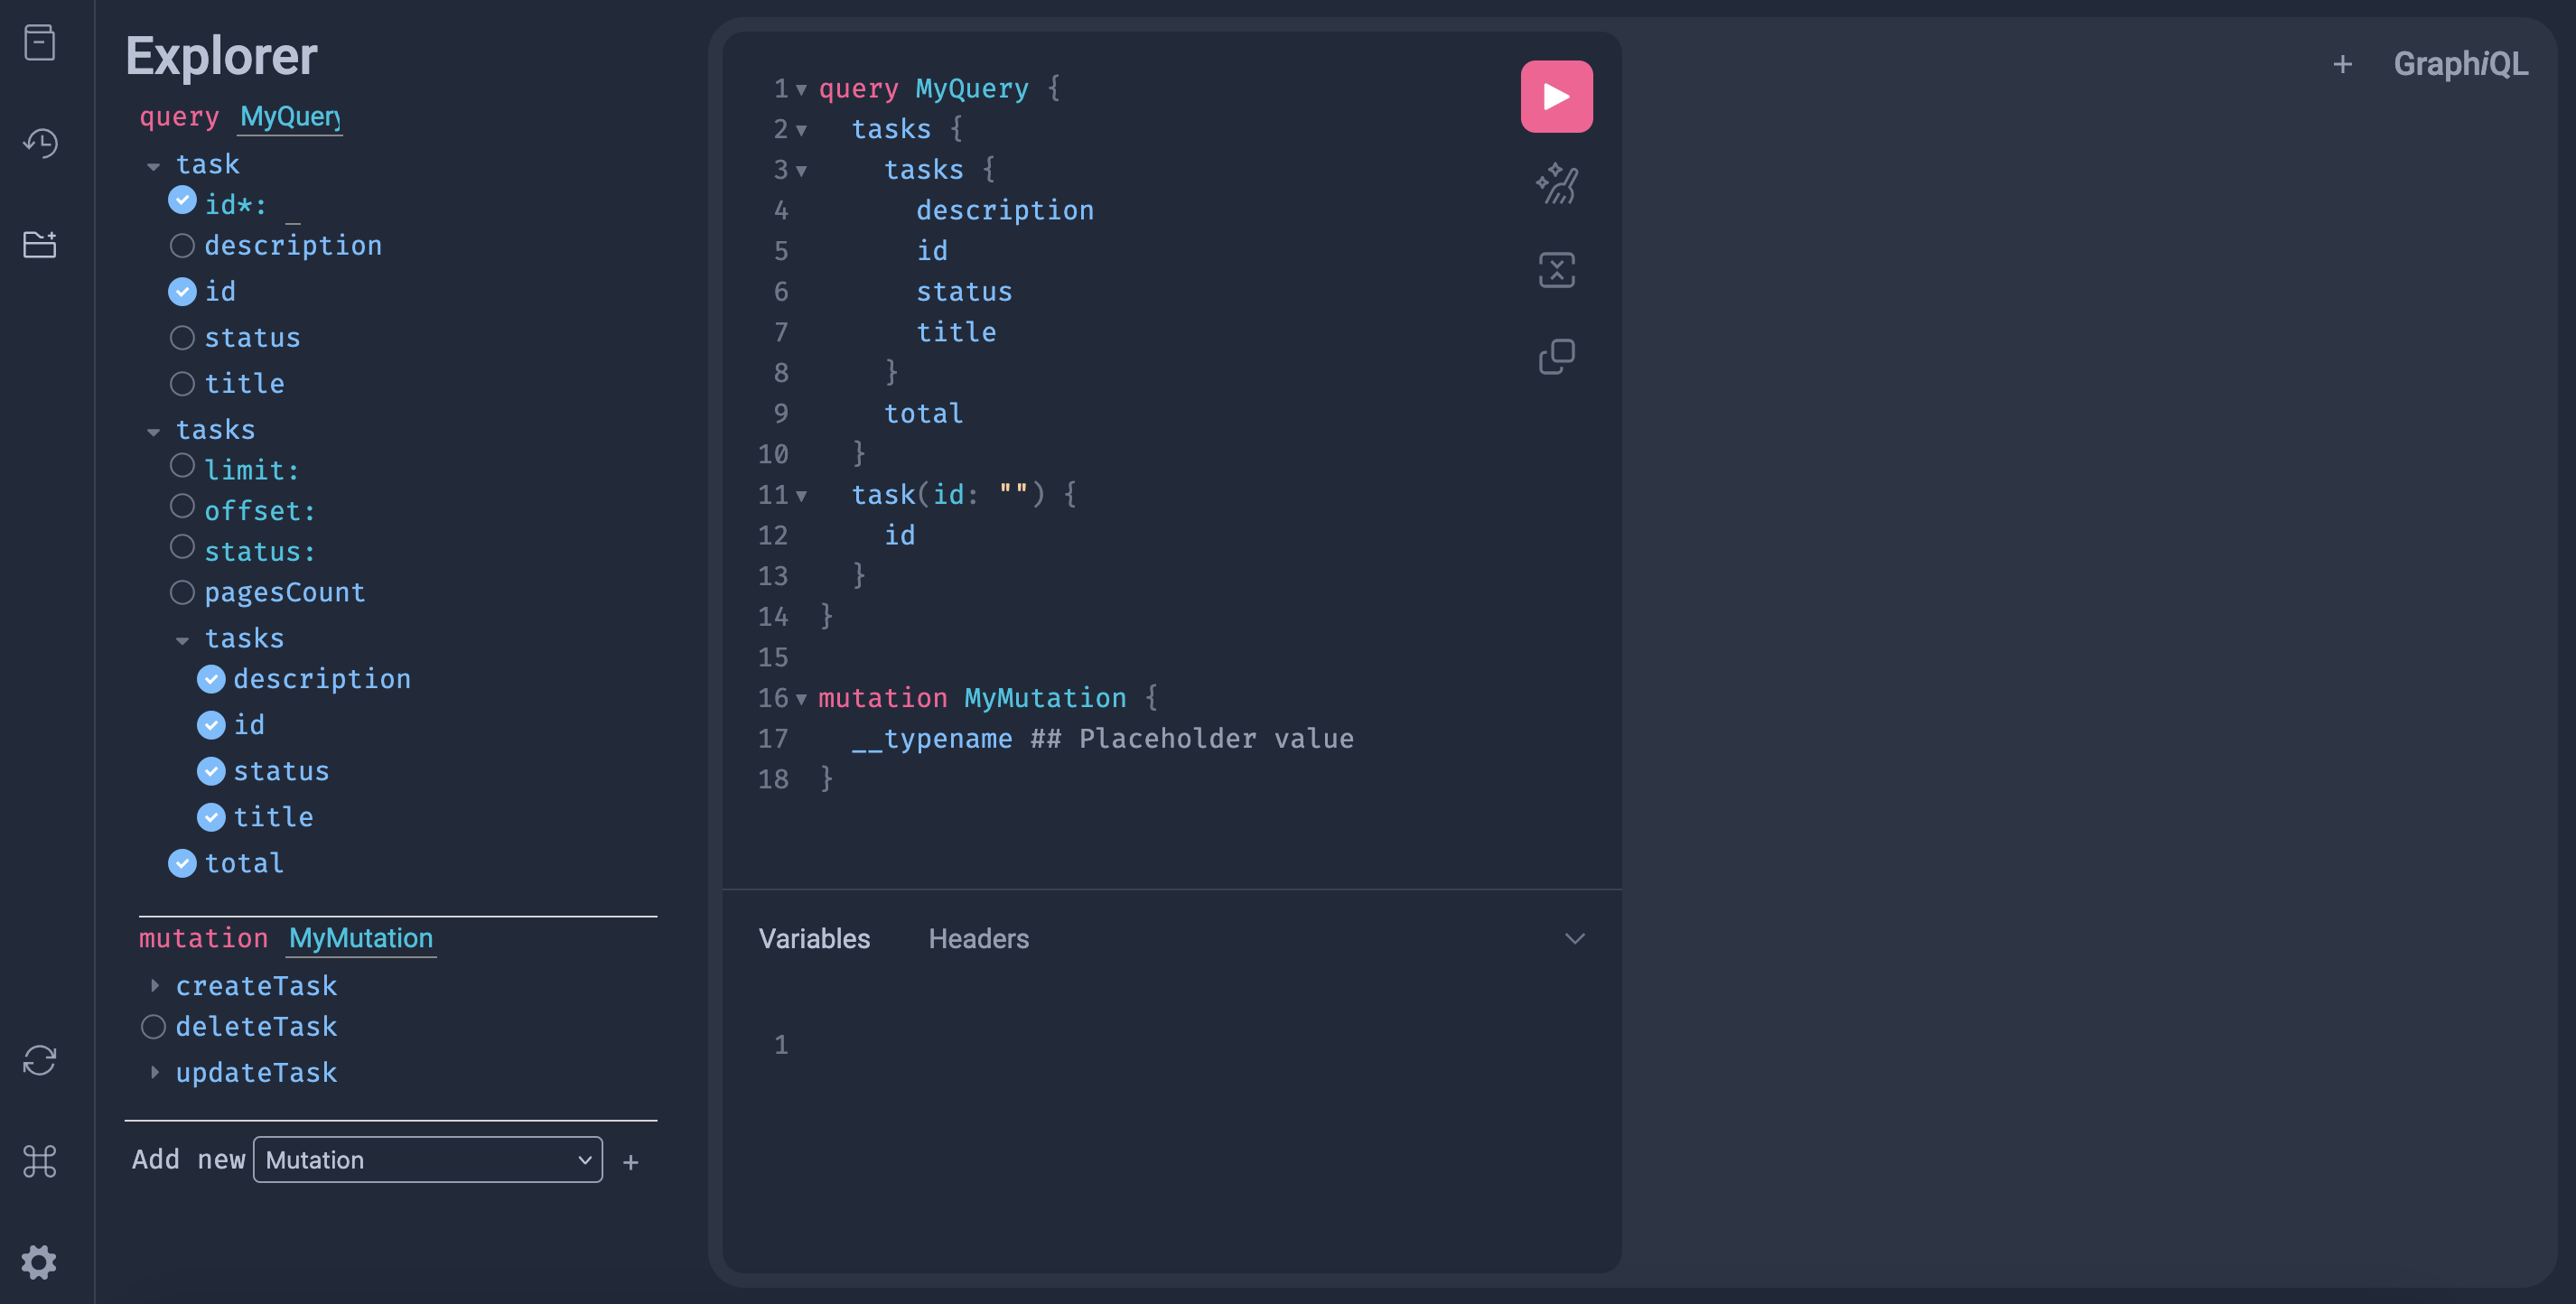 Explorer
query MyQuery
task
id*: _
description
id
status
title
tasks
limit:
offset:
status:
pagesCount
tasks
description
id
status
title
total
mutation MyMutation
createTask
deleteTask
updateTask
Add new Mutation +
1 query MyQuery {
2 tasks {
3 tasks {
4 description
5 id
6 status
7 title
8 }
9 total
10 }
11 task(id: "") {
12 id
13 }
14 }
15
16 mutation MyMutation {
17 __typename ## Placeholder value
18 }
Variables Headers
1
+ GraphiQL